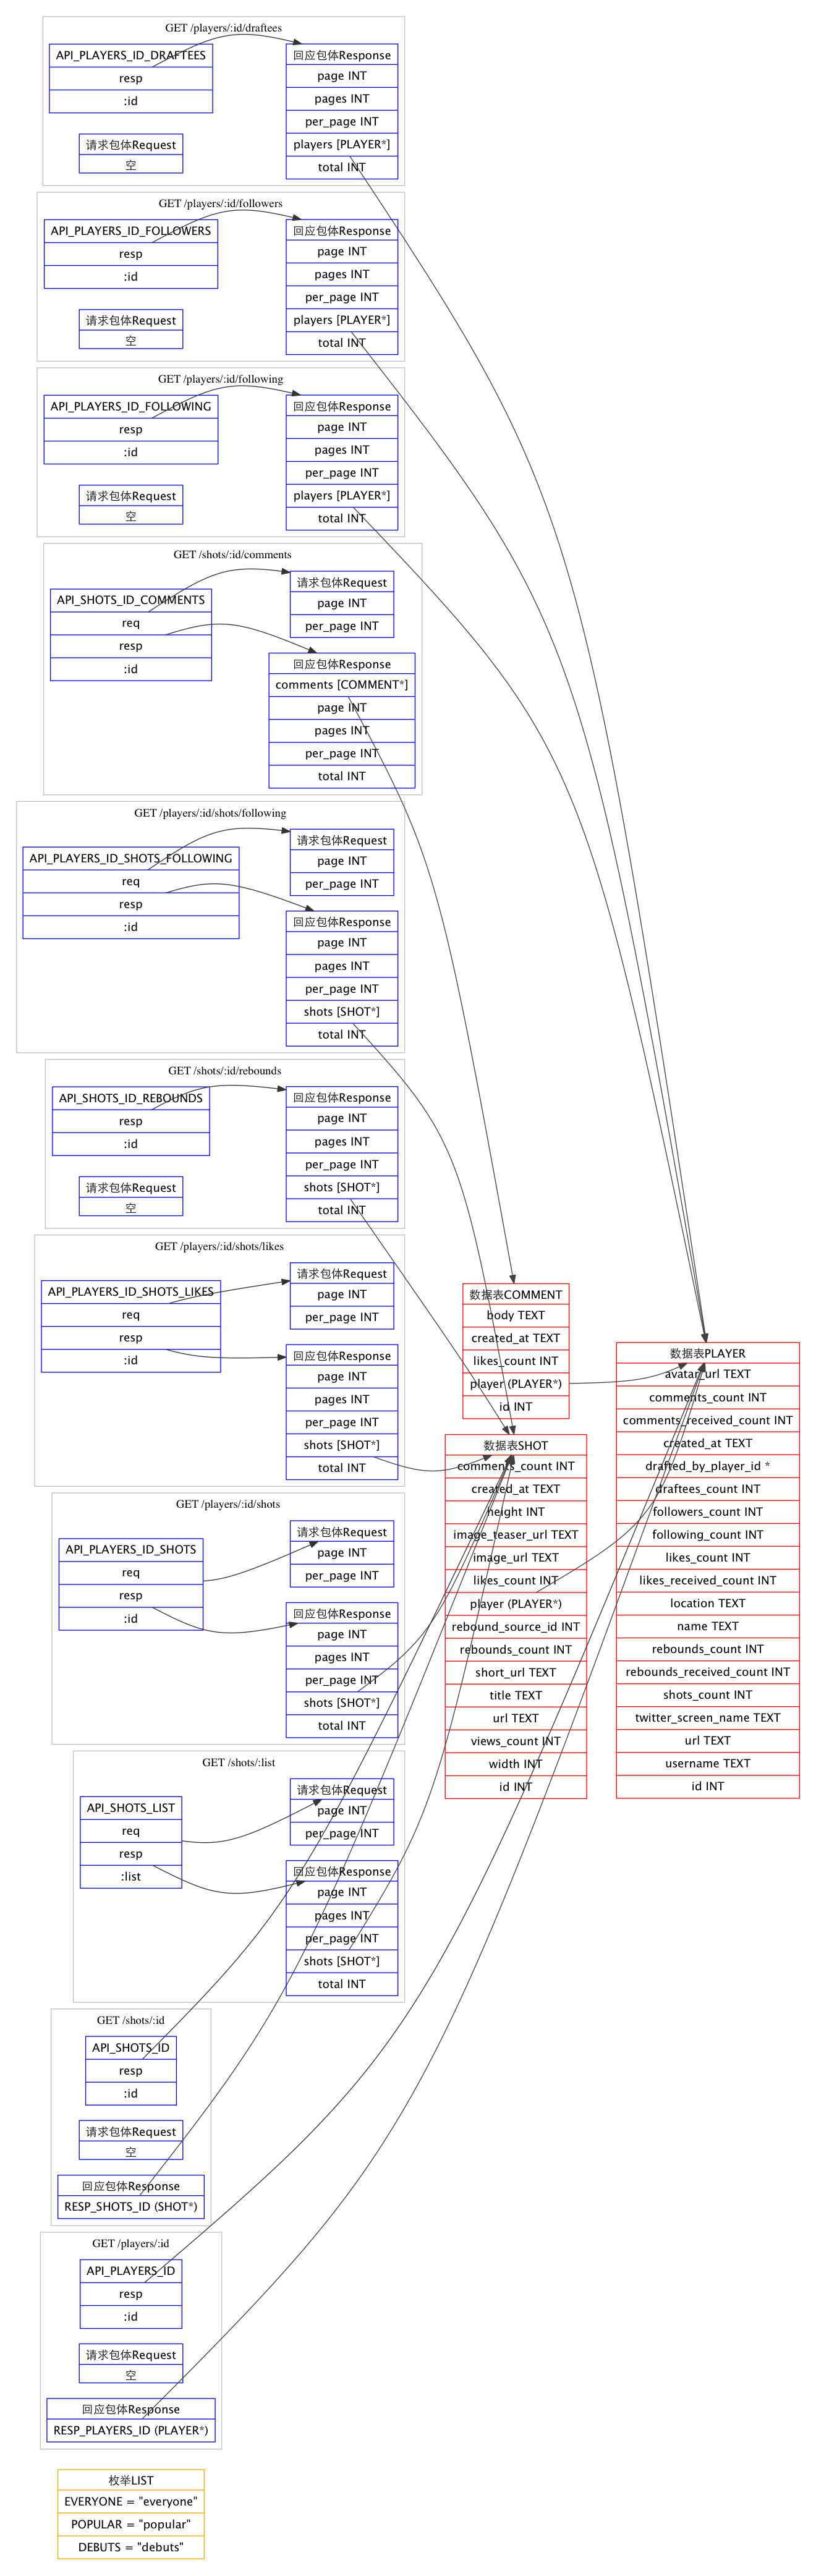 GET /players/:id/draftees
API_PLAYERS_ID_DRAFTEES
resp
:id
请求包体Request
空
回应包体Response
page INT
pages INT
per_page INT
players [PLAYER*]
total INT
GET /players/:id/followers
API_PLAYERS_ID_FOLLOWERS
resp
:id
请求包体Request
空
回应包体Response
page INT
pages INT
per_page INT
players [PLAYER*]
total INT
GET /players/:id/following
API_PLAYERS_ID_FOLLOWING
resp
:id
请求包体Request
空
回应包体Response
page INT
pages INT
per_page INT
players [PLAYER*]
total INT
GET /shots/:id/comments
API_SHOTS_ID_COMMENTS
req
resp
:id
请求包体Request
page INT
per_page INT
回应包体Response
comments [COMMENT*]
page INT
pages INT
per_page INT
total INT
GET /players/:id/shots/following
API_PLAYERS_ID_SHOTS_FOLLOWING
req
resp
:id
请求包体Request
page INT
per_page INT
回应包体Response
page INT
pages INT
per_page INT
shots [SHOT*]
total INT
GET /shots/:id/rebounds
API_SHOTS_ID_REBOUNDS
resp
:id
请求包体Request
空
回应包体Response
page INT
pages INT
per_page INT
shots [SHOT*]
total INT
GET /players/:id/shots/likes
API_PLAYERS_ID_SHOTS_LIKES
req
resp
:id
请求包体Request
page INT
per_page INT
回应包体Response
page INT
pages INT
per_page INT
shots [SHOT*]
total INT
GET /players/:id/shots
API_PLAYERS_ID_SHOTS
req
resp
:id
请求包体Request
page INT
per_page INT
回应包体Response
page INT
pages INT
per_page INT
shots [SHOT*]
total INT
GET /shots/:list
API_SHOTS_LIST
req
resp
:list
请求包体Request
page INT
per_page INT
回应包体Response
page INT
pages INT
per_page INT
shots [SHOT*]
total INT
GET /shots/:id
API_SHOTS_ID
resp
:id
请求包体Request
空
回应包体Response
RESP_SHOTS_ID (SHOT*)
GET /players/:id
API_PLAYERS_ID
resp
:id
请求包体Request
空
回应包体Response
RESP_PLAYERS_ID (PLAYER*)
枚举LIST
EVERYONE = "everyone"
POPULAR = "popular"
DEBUTS = "debuts"
数据表COMMENT
body TEXT
created_at TEXT
likes_count INT
player (PLAYER*)
id INT
数据表SHOT
comments_count INT
created_at TEXT
height INT
image_teaser_url TEXT
image_url TEXT
likes_count INT
player (PLAYER*)
rebound_source_id INT
rebounds_count INT
short_url TEXT
title TEXT
url TEXT
views_count INT
width INT
id INT
数据表PLAYER
avatar_url TEXT
comments_count INT
comments_received_count INT
created_at TEXT
drafted_by_player_id *
draftees_count INT
followers_count INT
following_count INT
likes_count INT
likes_received_count INT
location TEXT
name TEXT
rebounds_count INT
rebounds_received_count INT
shots_count INT
twitter_screen_name TEXT
url TEXT
username TEXT
id INT